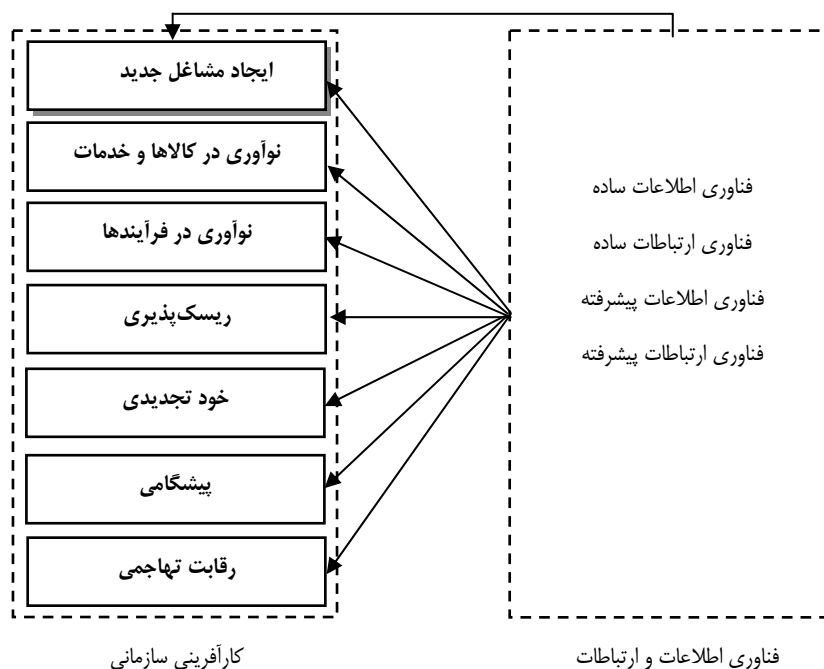 ایجاد مشاغل جدید
نوآوری در کالاها و خدمات
نوآوری در فرآیندها
ریسک‌پذیری
خود تجدیدی
پیشگامی
رقابت تهاجمی
کارآفرینی سازمانی
فناوری اطلاعات ساده
فناوری ارتباطات ساده
فناوری اطلاعات پیشرفته
فناوری ارتباطات پیشرفته
فناوری اطلاعات و ارتباطات